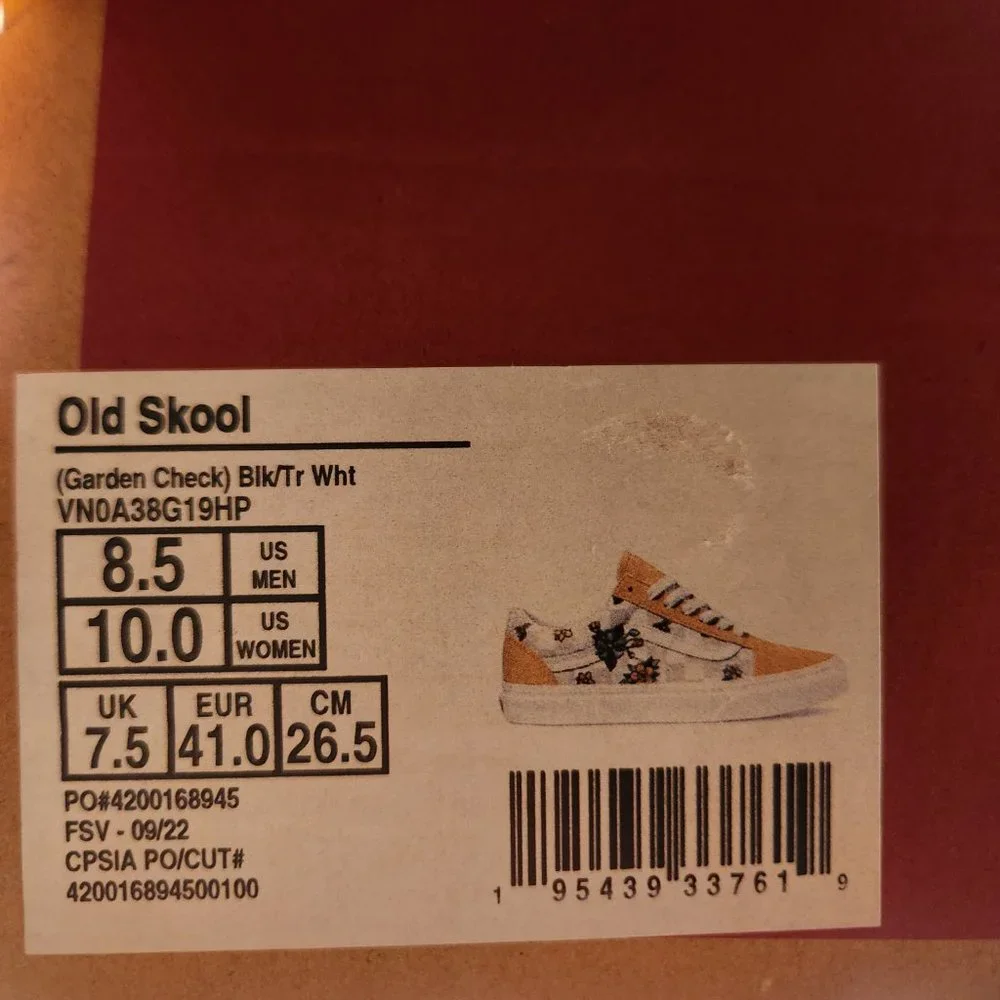 Old Skool
(Garden Check) Blk/Tr Wht
VN0A38G19HP
8.5 US MEN
10.0 US WOMEN
UK EUR CM
7.5 41.0 26.5
PO#4200168945
FSV - 09/22
CPSIA PO/CUT#
420016894500100
1 95439 33761 9